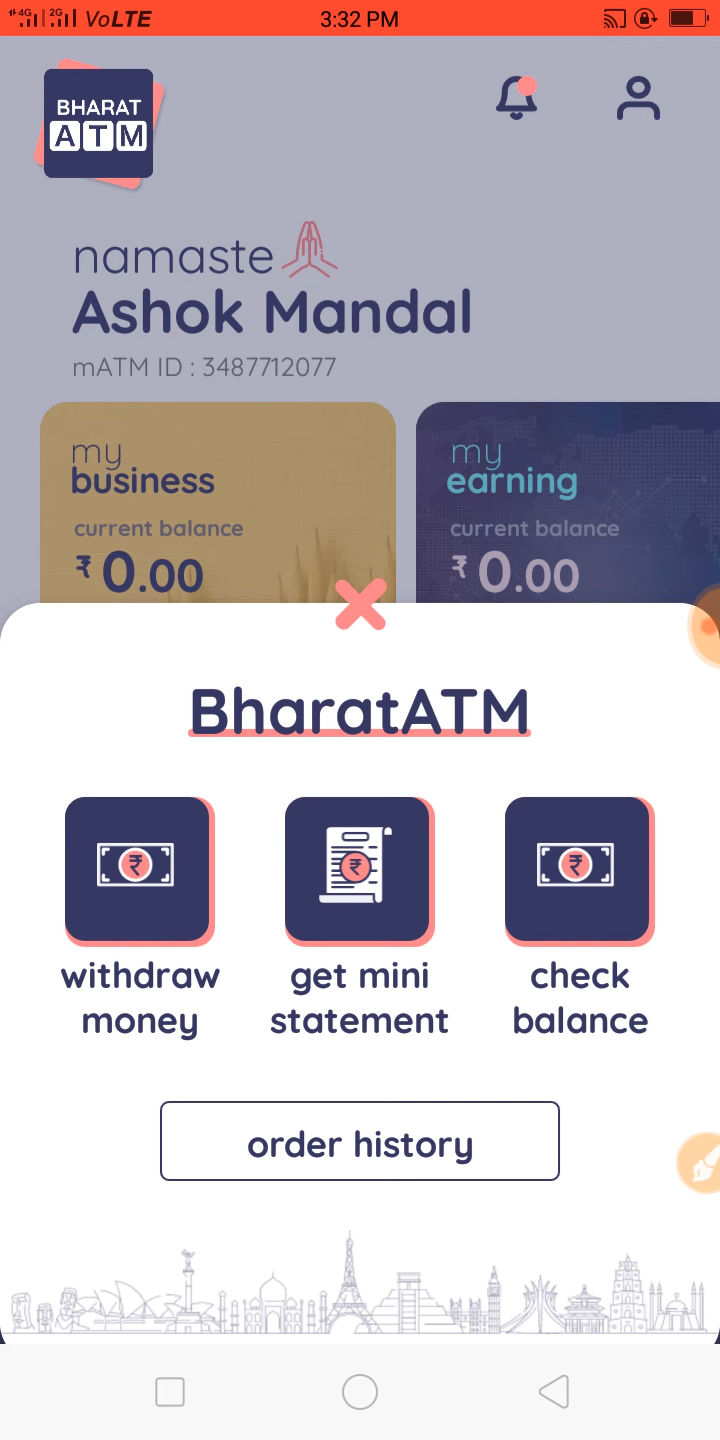 4G 2G VoLTE 3:32 PM
BHARAT
ATM
namaste
Ashok Mandal
mATM ID : 3487712077
my
business
current balance
₹ 0.00
my
earning
current balance
₹ 0.00
BharatATM
withdraw
money
get mini
statement
check
balance
order history